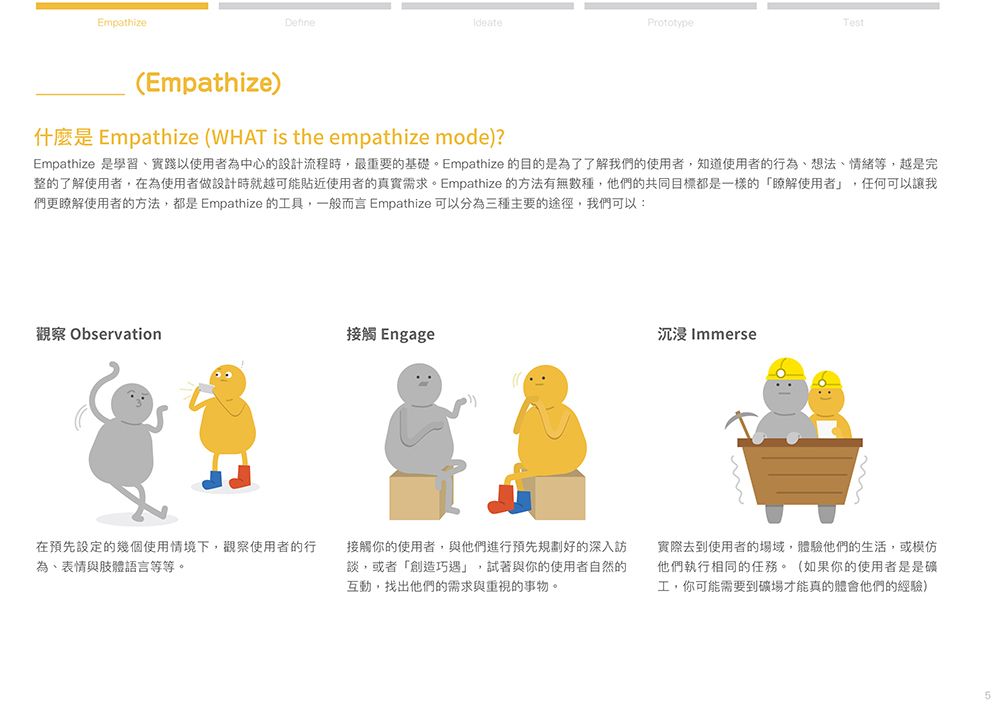 Empathize
Define
Ideate
Prototype
Test
________ (Empathize)
什麼是 Empathize (WHAT is the empathize mode)?
Empathize 是學習、實踐以使用者為中心的設計流程時，最重要的基礎。Empathize 的目的是為了了解我們的使用者，知道使用者的行為、想法、情緒等，越是完
整的了解使用者，在為使用者做設計時就越可能貼近使用者的真實需求。Empathize 的方法有無數種，他們的共同目標都是一樣的「瞭解使用者」，任何可以讓我
們更瞭解使用者的方法，都是 Empathize 的工具，一般而言 Empathize 可以分為三種主要的途徑，我們可以：
觀察 Observation
在預先設定的幾個使用情境下，觀察使用者的行
為、表情與肢體語言等等。
接觸 Engage
接觸你的使用者，與他們進行預先規劃好的深入訪
談，或者「創造巧遇」，試著與你的使用者自然的
互動，找出他們的需求與重視的事物。
沉浸 Immerse
實際去到使用者的場域，體驗他們的生活，或模仿
他們執行相同的任務。（如果你的使用者是是礦
工，你可能需要到礦場才能真的體會他們的經驗）
5